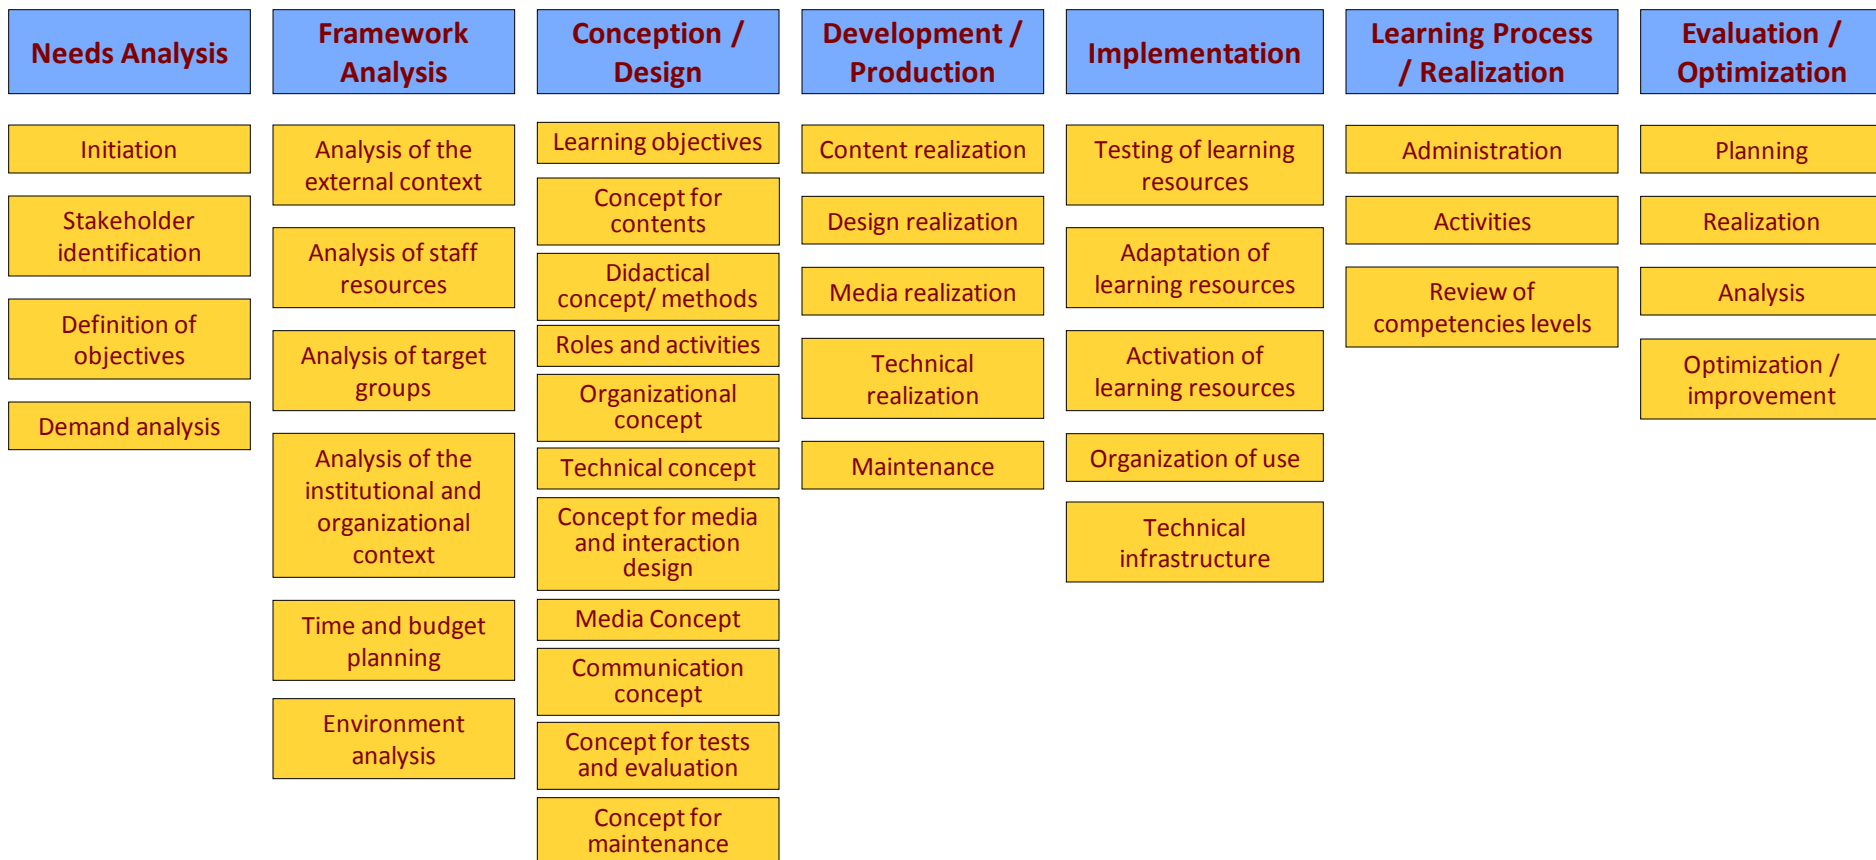 Needs Analysis
Initiation
Stakeholder
identification
Definition of
objectives
Demand analysis
Framework
Analysis
Analysis of the
external context
Analysis of staff
resources
Analysis of target
groups
Analysis of the
institutional and
organizational
context
Time and budget
planning
Environment
analysis
Conception /
Design
Learning objectives
Concept for
contents
Didactical
concept/ methods
Roles and activities
Organizational
concept
Technical concept
Concept for media
and interaction
design
Media Concept
Communication
concept
Concept for tests
and evaluation
Concept for
maintenance
Development /
Production
Content realization
Design realization
Media realization
Technical
realization
Maintenance
Implementation
Testing of learning
resources
Adaptation of
learning resources
Activation of
learning resources
Organization of use
Technical
infrastructure
Learning Process
/ Realization
Administration
Activities
Review of
competencies levels
Evaluation /
Optimization
Planning
Realization
Analysis
Optimization /
improvement